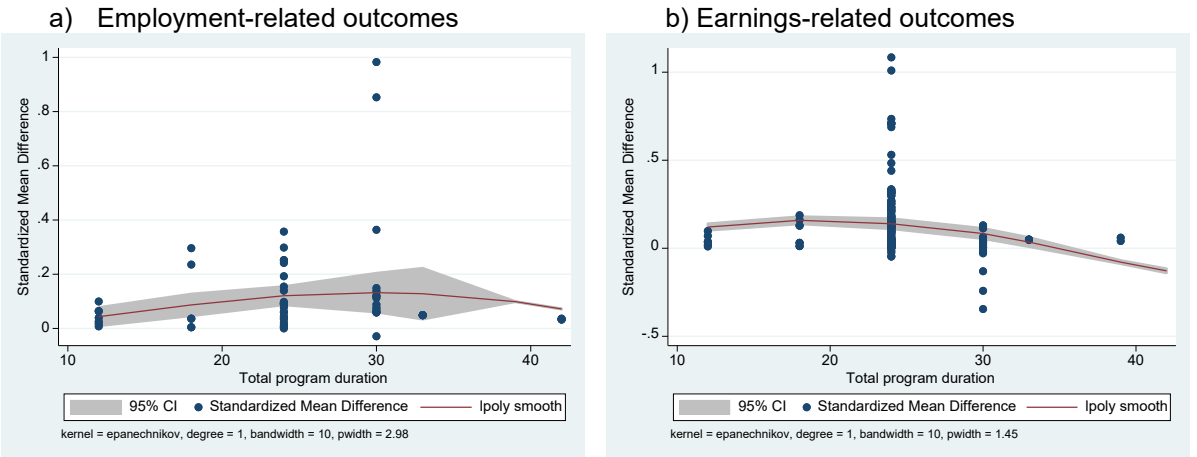 a) Employment-related outcomes
Standardized Mean Difference
1
.8
.6
.4
.2
0
10 20 30 40
Total program duration
95% CI Standardized Mean Difference lpoly smooth
kernel = epanechnikov, degree = 1, bandwidth = 10, pwidth = 2.98
b) Earnings-related outcomes
Standardized Mean Difference
1
.5
0
-.5
10 20 30 40
Total program duration
95% CI Standardized Mean Difference lpoly smooth
kernel = epanechnikov, degree = 1, bandwidth = 10, pwidth = 1.45